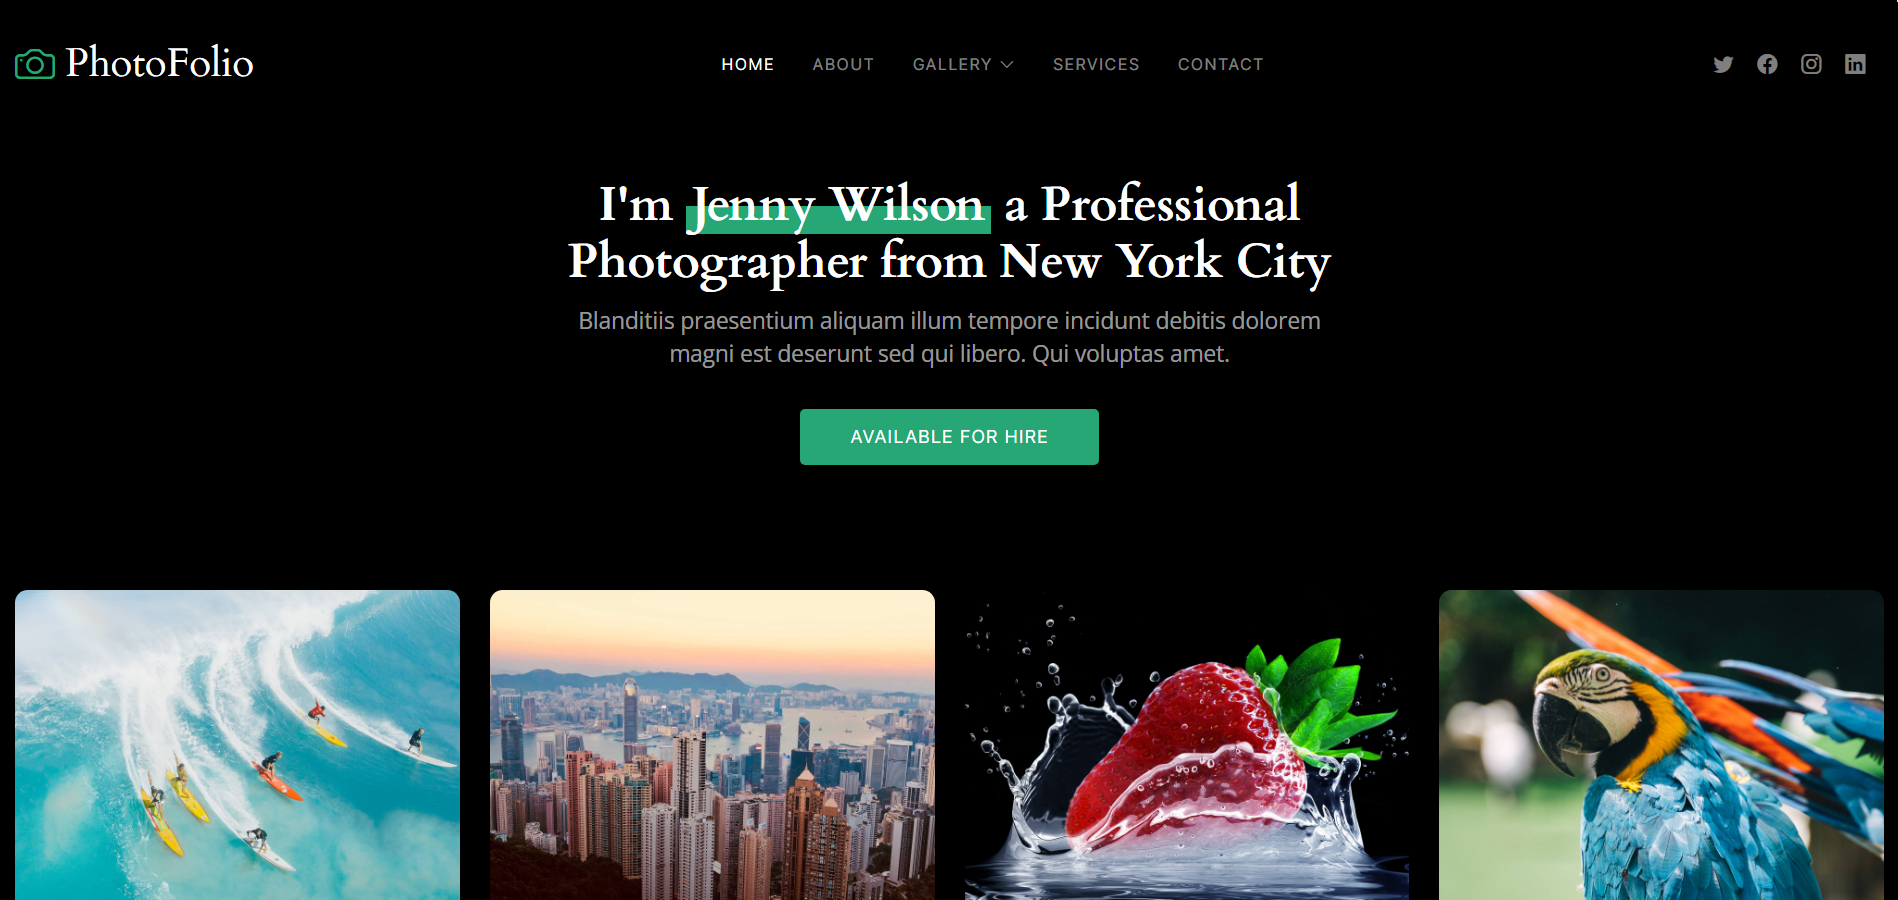 PhotoFolio
HOME ABOUT GALLERY SERVICES CONTACT
I'm Jenny Wilson a Professional
Photographer from New York City
Blanditiis praesentium aliquam illum tempore incidunt debitis dolorem
magni est deserunt sed qui libero. Qui voluptas amet.
AVAILABLE FOR HIRE